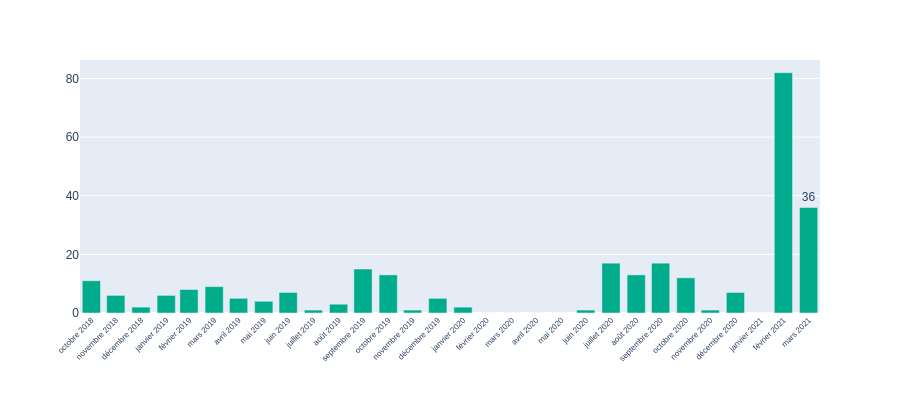 80
60
40
20
0
36
octobre 2018
novembre 2018
décembre 2018
janvier 2019
février 2019
mars 2019
avril 2019
mai 2019
juin 2019
juillet 2019
août 2019
septembre 2019
octobre 2019
novembre 2019
décembre 2019
janvier 2020
février 2020
mars 2020
avril 2020
mai 2020
juin 2020
juillet 2020
août 2020
septembre 2020
octobre 2020
novembre 2020
décembre 2020
janvier 2021
février 2021
mars 2021